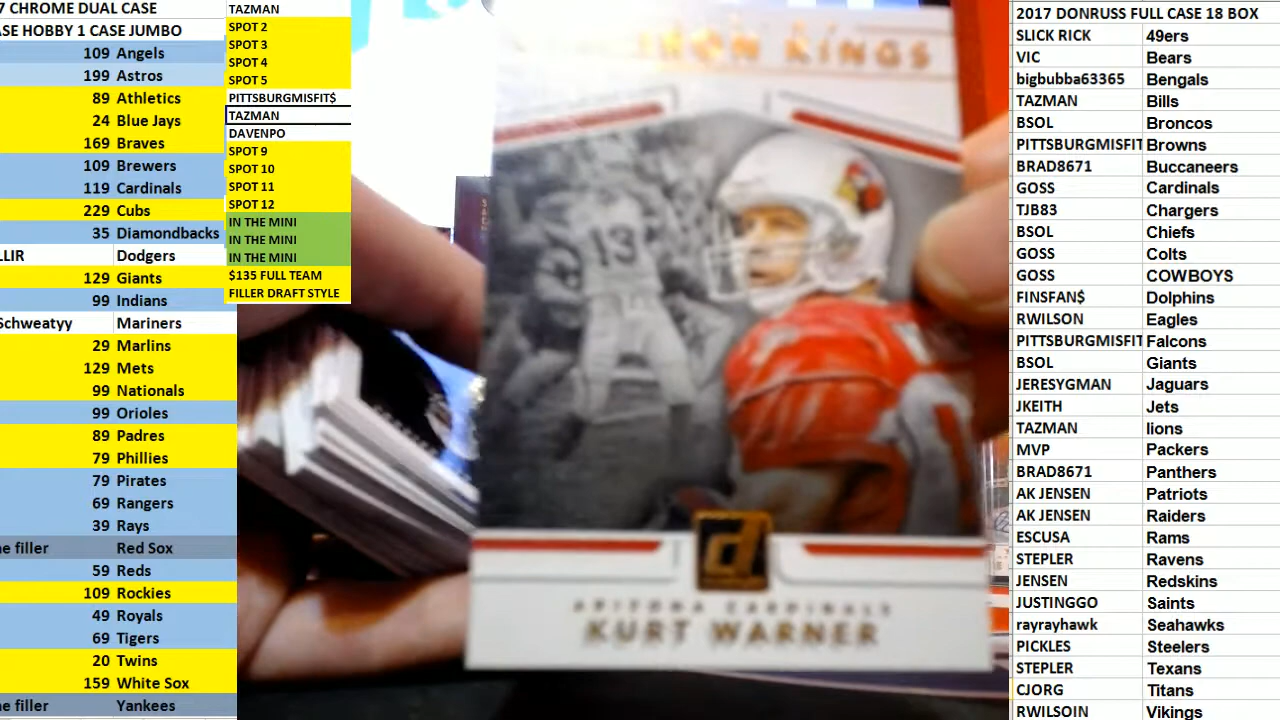 7 CHROME DUAL CASE
ASE HOBBY 1 CASE JUMBO
109 Angels
199 Astros
89 Athletics
24 Blue Jays
169 Braves
109 Brewers
119 Cardinals
229 Cubs
35 Diamondbacks
LLIR Dodgers
129 Giants
99 Indians
Schweatyy Mariners
29 Marlins
129 Mets
99 Nationals
99 Orioles
89 Padres
79 Phillies
79 Pirates
69 Rangers
39 Rays
ne filler Red Sox
59 Reds
109 Rockies
49 Royals
69 Tigers
20 Twins
159 White Sox
ne filler Yankees
TAZMAN
SPOT 2
SPOT 3
SPOT 4
SPOT 5
PITTSBURGMISFIT$
TAZMAN
DAVENPO
SPOT 9
SPOT 10
SPOT 11
SPOT 12
IN THE MINI
IN THE MINI
IN THE MINI
$135 FULL TEAM
FILLER DRAFT STYLE
KINGS
13
d
ARIZONA CARDINALS
KURT WARNER
2017 DONRUSS FULL CASE 18 BOX
SLICK RICK 49ers
VIC Bears
bigbubba63365 Bengals
TAZMAN Bills
BSOL Broncos
PITTSBURGMISFIT Browns
BRAD8671 Buccaneers
GOSS Cardinals
TJB83 Chargers
BSOL Chiefs
GOSS Colts
GOSS COWBOYS
FINSFAN$ Dolphins
RWILSON Eagles
PITTSBURGMISFIT Falcons
BSOL Giants
JERESYGMAN Jaguars
JKEITH Jets
TAZMAN lions
MVP Packers
BRAD8671 Panthers
AK JENSEN Patriots
AK JENSEN Raiders
ESCUSA Rams
STEPLER Ravens
JENSEN Redskins
JUSTINGGO Saints
rayrayhawk Seahawks
PICKLES Steelers
STEPLER Texans
CJORG Titans
RWILSOIN Vikings